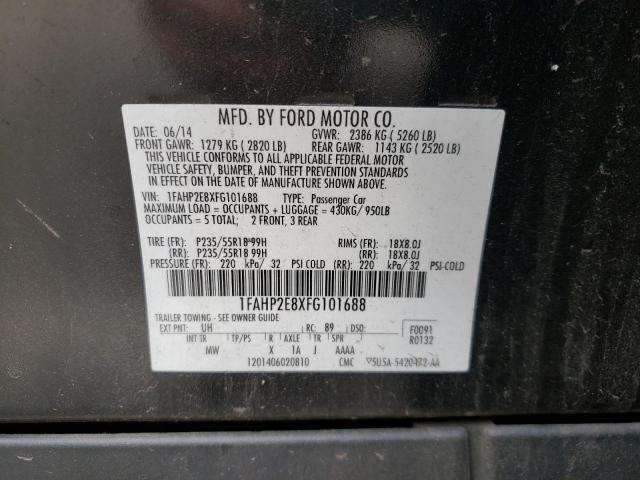 MFD. BY FORD MOTOR CO.
DATE: 06/14 GVWR: 2386 KG ( 5260 LB)
FRONT GAWR: 1279 KG ( 2820 LB) REAR GAWR: 1143 KG ( 2520 LB)
THIS VEHICLE CONFORMS TO ALL APPLICABLE FEDERAL MOTOR
VEHICLE SAFETY, BUMPER, AND THEFT PREVENTION STANDARDS
IN EFFECT ON THE DATE OF MANUFACTURE SHOWN ABOVE.
VIN: 1FAHP2E8XFG101688 TYPE: Passenger Car
MAXIMUM LOAD = OCCUPANTS + LUGGAGE = 430KG/ 950LB
OCCUPANTS = 5 TOTAL, 2 FRONT, 3 REAR
TIRE (FR): P235/55R18 99H RIMS (FR): 18X8.0J
(RR): P235/55R18 99H (RR): 18X8.0J
PRESSURE (FR): 220 kPa/ 32 PSI COLD (RR): 220 kPa/ 32 PSI-COLD
1FAHP2E8XFG101688
TRAILER TOWING - SEE OWNER GUIDE
EXT PNT: UH RC: 89 DSO: F0091
INT TR TP/PS R AXLE TR SPR R0132
MW X 1A J AAAA
1201406020810 CMC 5U5A-5420472-AA